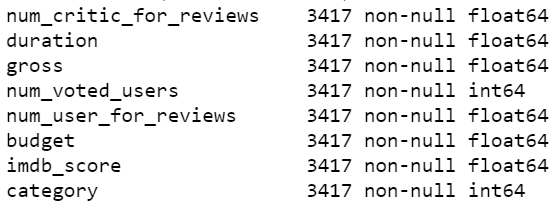 num_critic_for_reviews 3417 non-null float64
duration 3417 non-null float64
gross 3417 non-null float64
num_voted_users 3417 non-null int64
num_user_for_reviews 3417 non-null float64
budget 3417 non-null float64
imdb_score 3417 non-null float64
category 3417 non-null int64